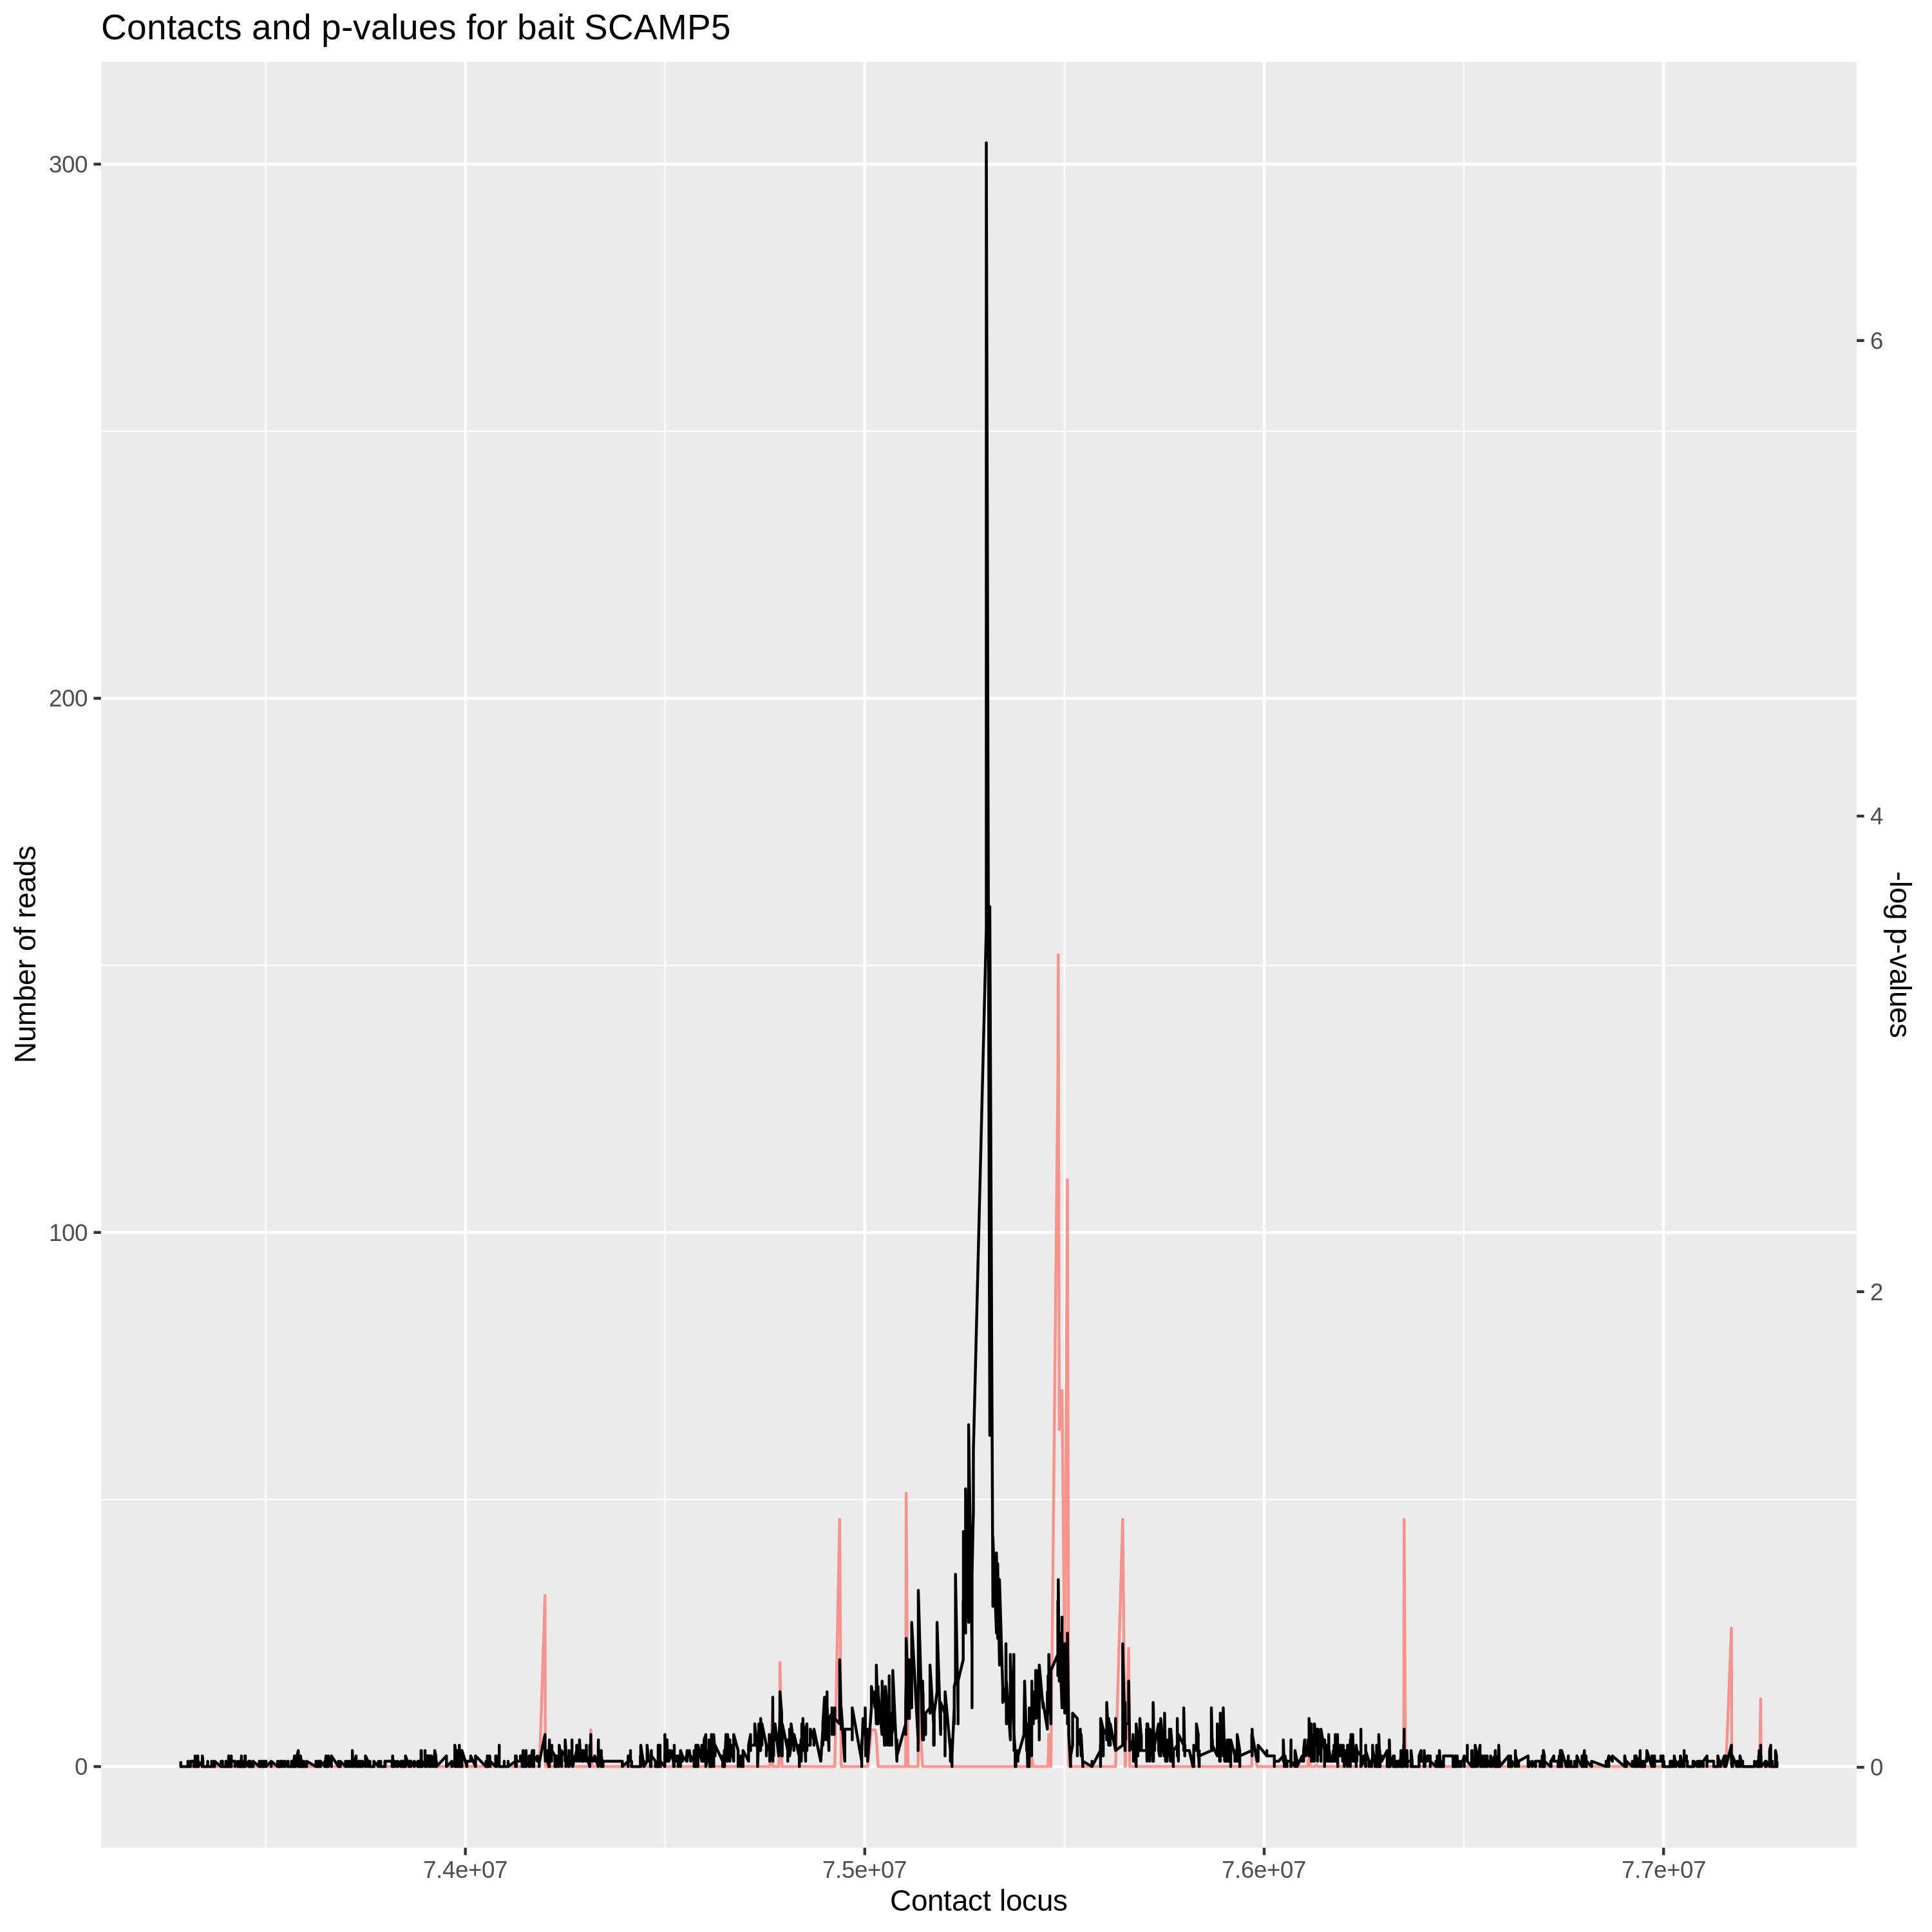 Contacts and p-values for bait SCAMP5
300
200
100
0
Number of reads
6
4
2
0
-log p-values
7.4e+07 7.5e+07 7.6e+07 7.7e+07
Contact locus